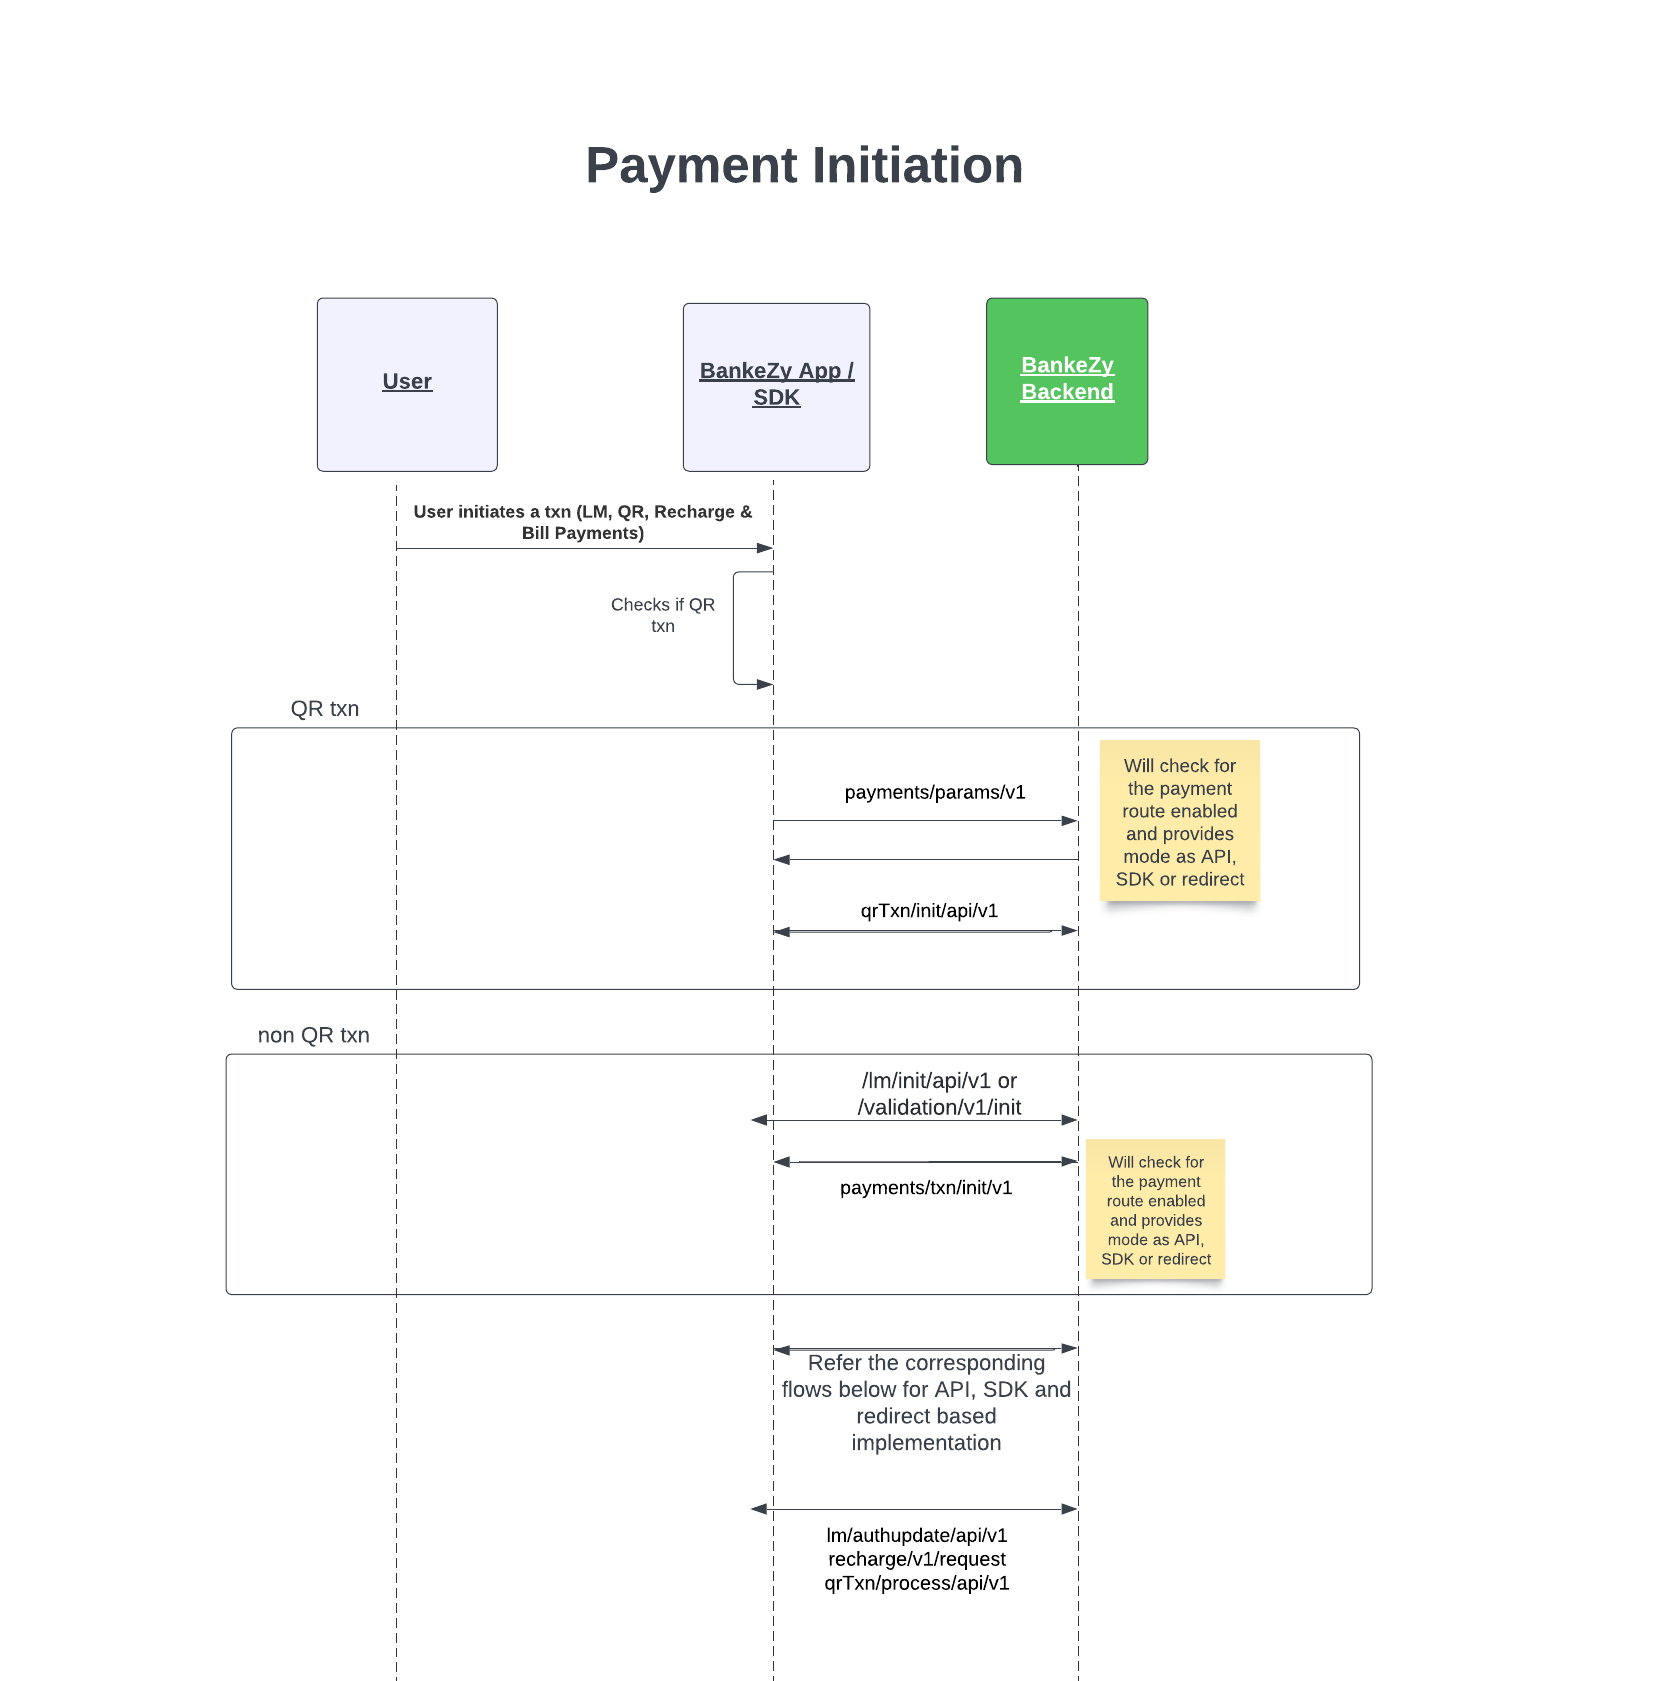 Payment Initiation
User
BankeZy App /
SDK
BankeZy
Backend
User initiates a txn (LM, QR, Recharge &
Bill Payments)
Checks if QR
txn
QR txn
payments/params/v1
Will check for
the payment
route enabled
and provides
mode as API,
SDK or redirect
qrTxn/init/api/v1
non QR txn
/lm/init/api/v1 or
/validation/v1/init
payments/txn/init/v1
Will check for
the payment
route enabled
and provides
mode as API,
SDK or redirect
Refer the corresponding
flows below for API, SDK and
redirect based
implementation
lm/authupdate/api/v1
recharge/v1/request
qrTxn/process/api/v1